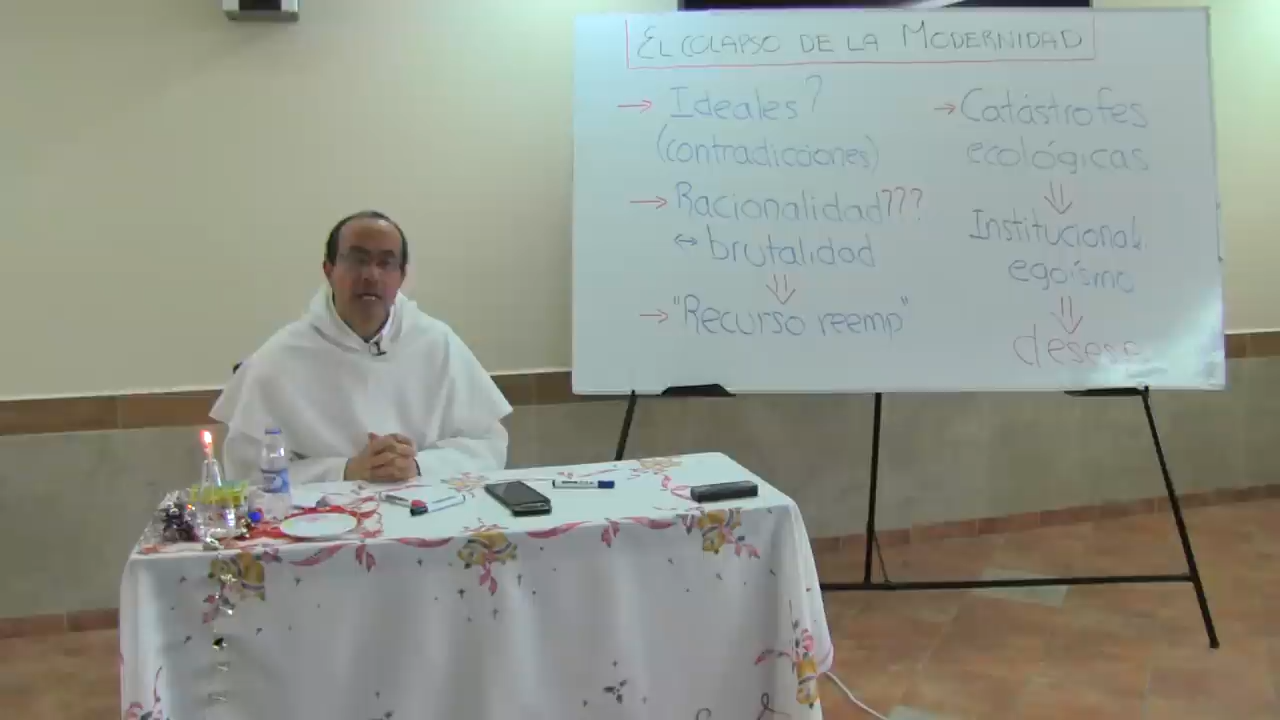 EL COLAPSO DE LA MODERNIDAD
→ Ideales?
(contradicciones)
→ Racionalidad???
⇔ brutalidad
⇓
→ "Recurso reemp"
→ Catástrofes
ecológicas
⇓
Institucional.
egoísmo
⇓